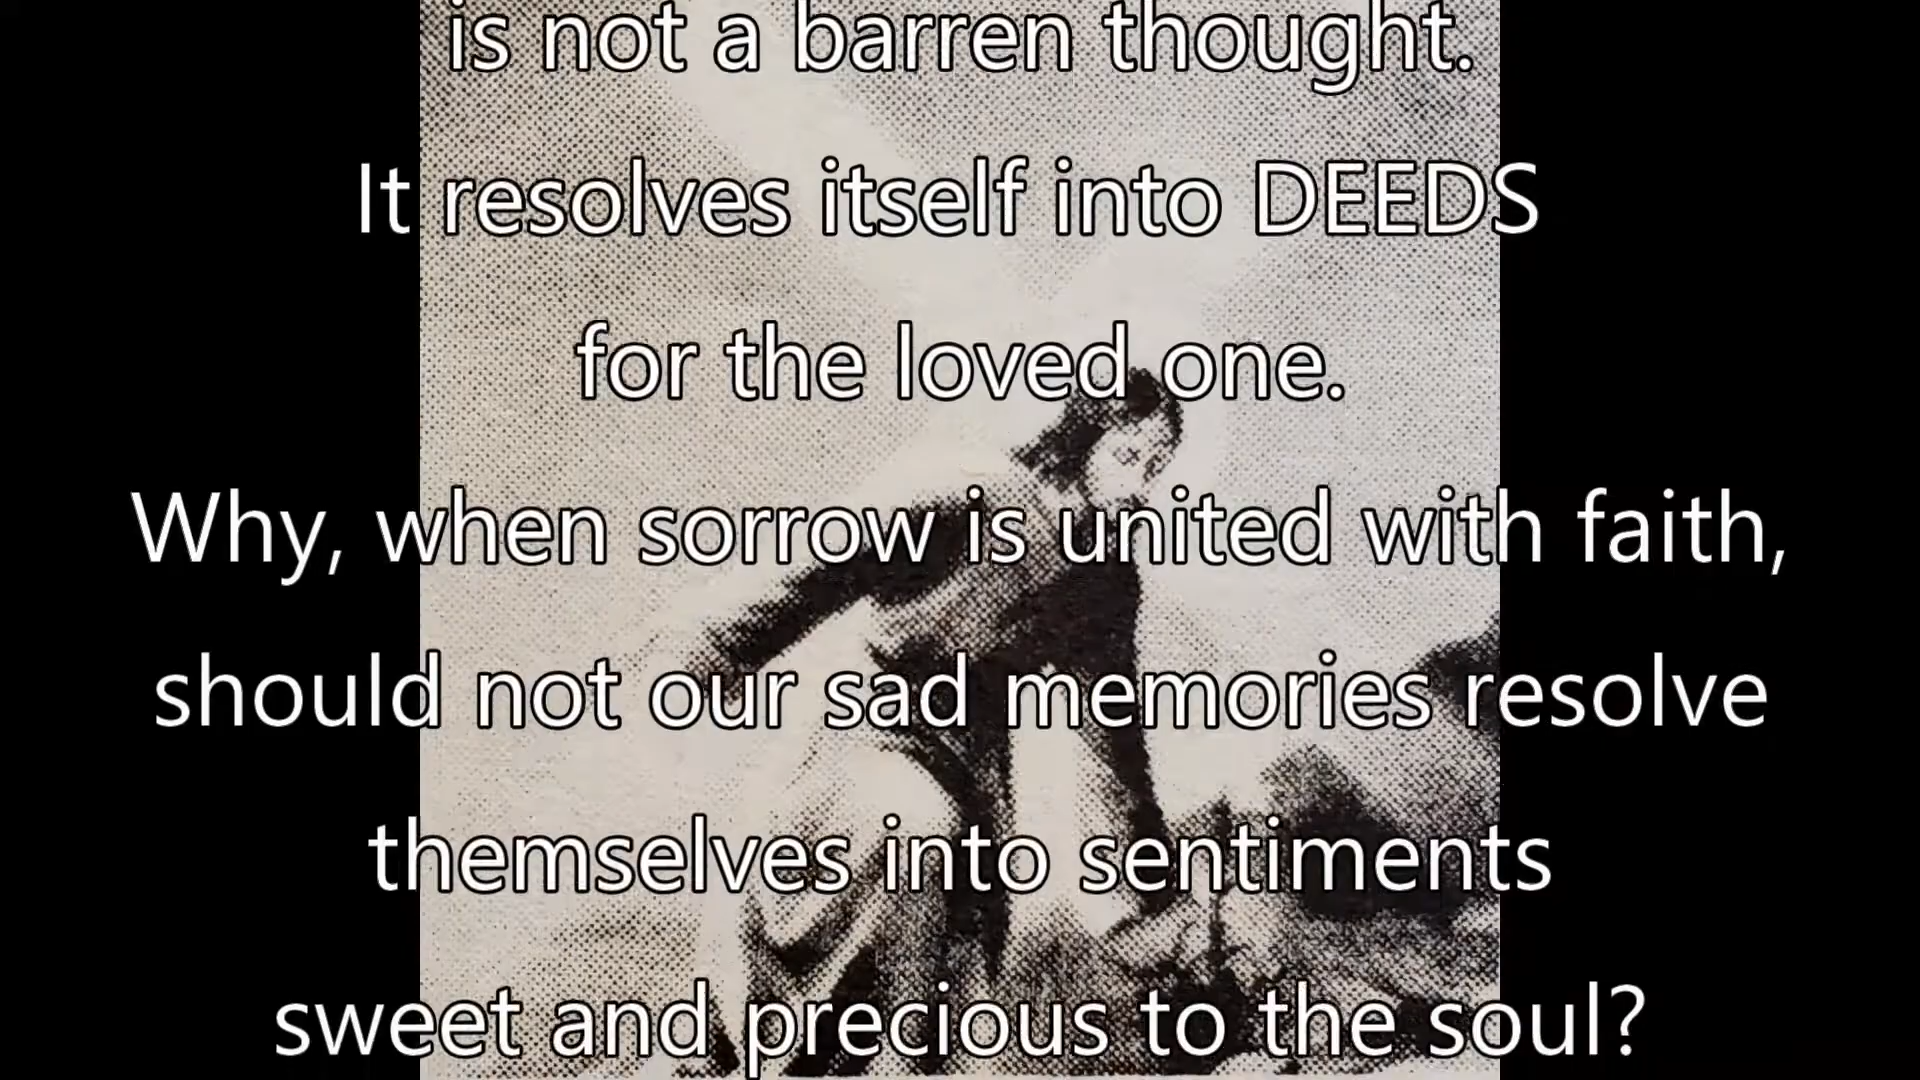 is not a barren thought.
It resolves itself into DEEDS
for the loved one.
Why, when sorrow is united with faith,
should not our sad memories resolve
themselves into sentiments
sweet and precious to the soul?